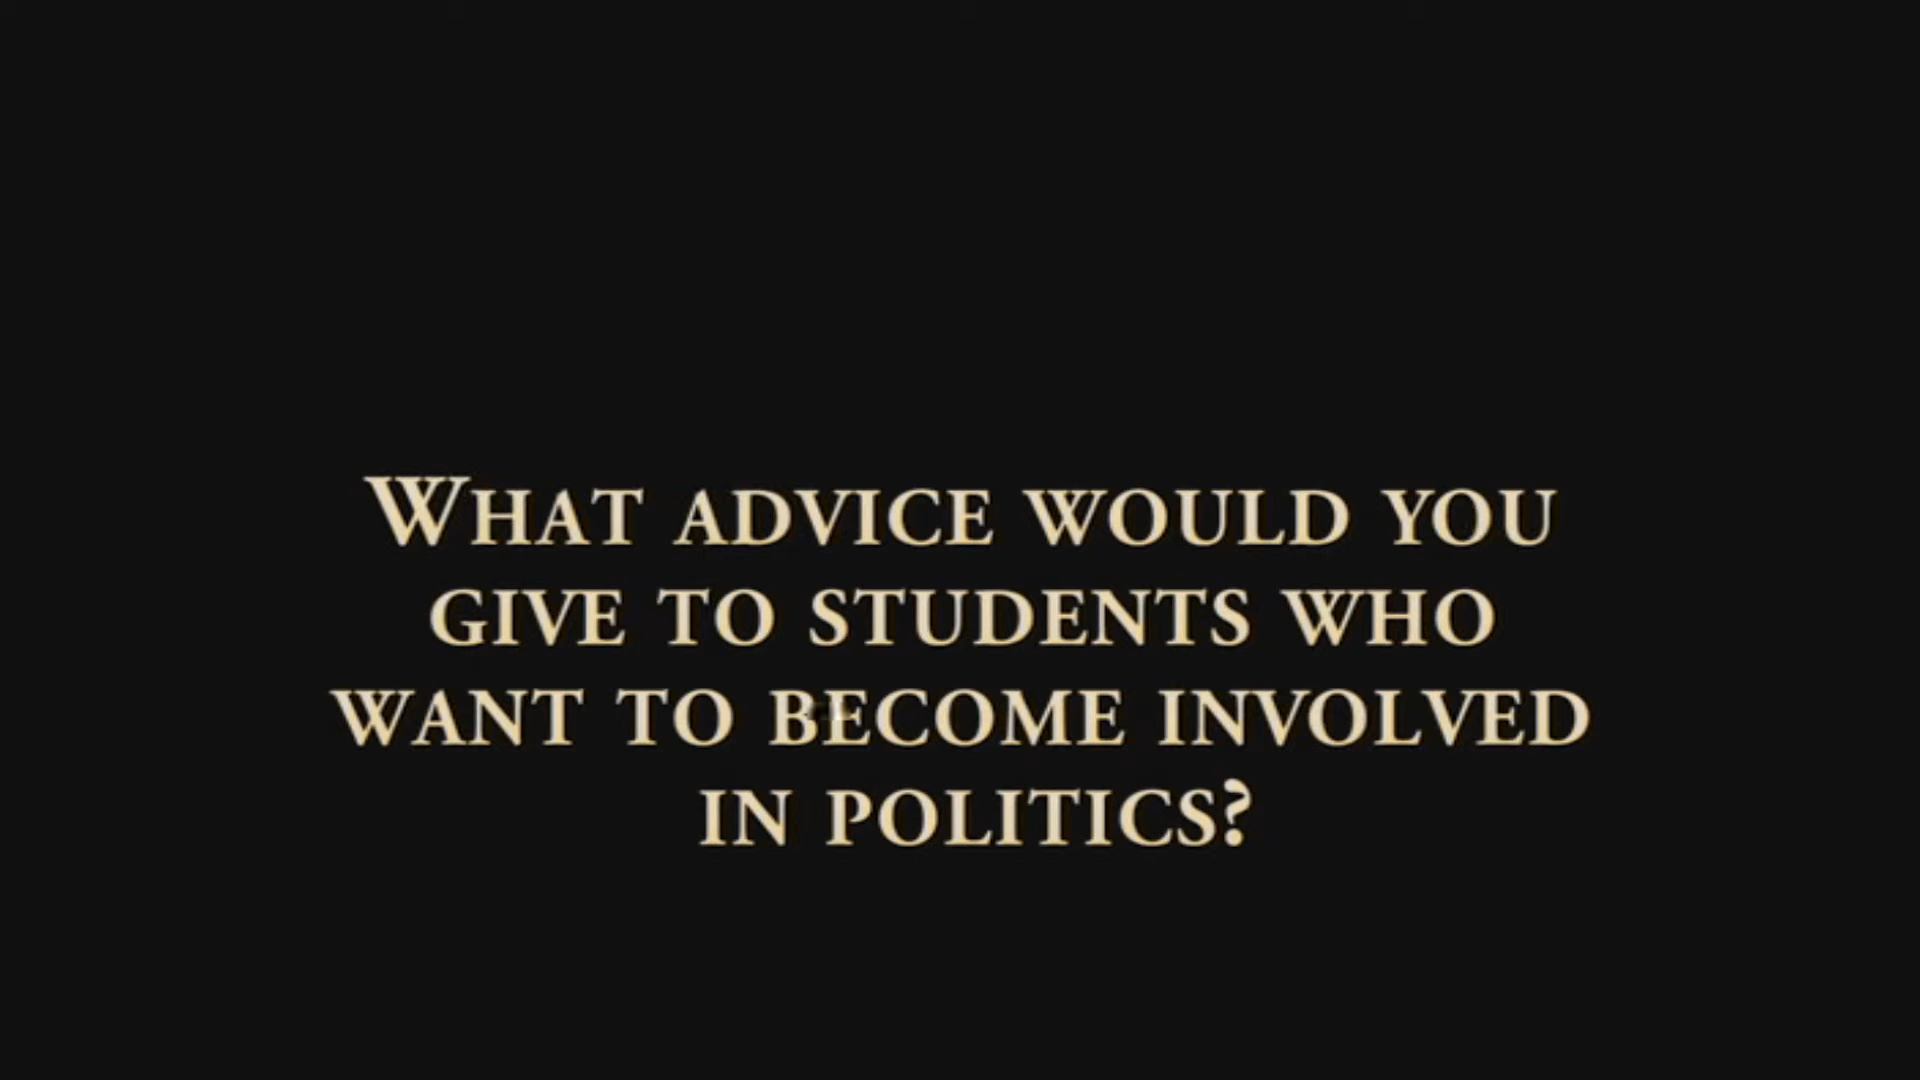 What advice would you
give to students who
want to become involved
in politics?